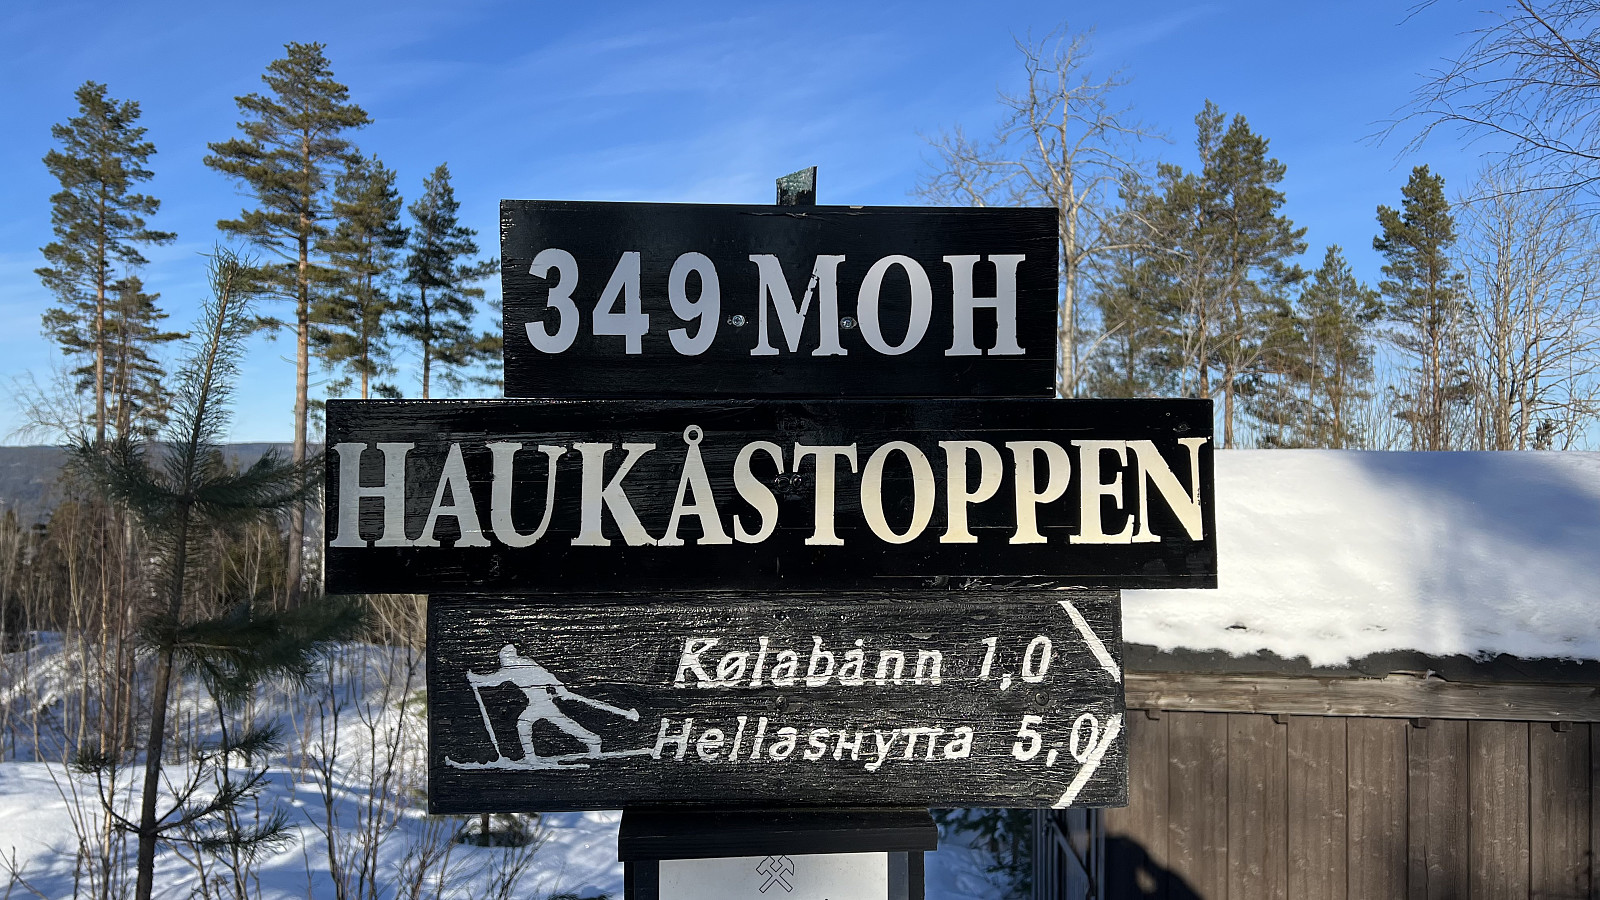 349 MOH
HAUKÅSTOPPEN
Kølabånn 1,0
Hellashytta 5,0